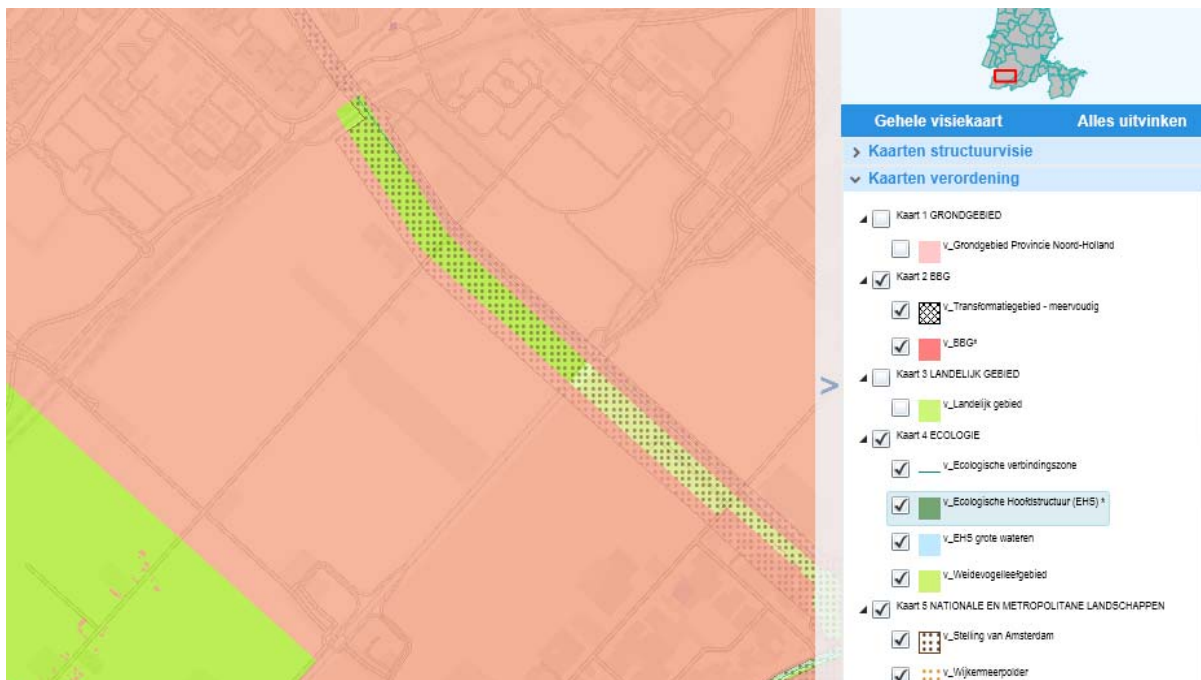 Gehele visiekaart Alles uitvinken
Kaarten structuurvisie
Kaarten verordening
Kaart 1 GRONDGEBIED
v_Grondgebied Provincie Noord-Holland
Kaart 2 BBG
v_Transformatiegebied - meervoudig
v_BBG*
Kaart 3 LANDELIJK GEBIED
v_Landelijk gebied
Kaart 4 ECOLOGIE
v_Ecologische verbindingszone
v_Ecologische Hoofdstructuur (EHS) *
v_EHS grote wateren
v_Weidevogelleefgebied
Kaart 5 NATIONALE EN METROPOLITANE LANDSCHAPPEN
v_Stelling van Amsterdam
v_Wijkermeerpolder